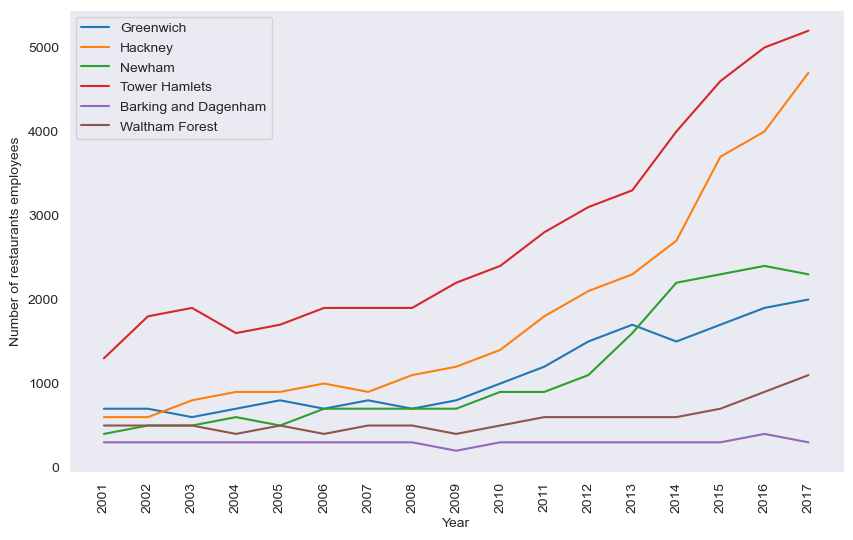 Greenwich
Hackney
Newham
Tower Hamlets
Barking and Dagenham
Waltham Forest
Number of restaurants employees
5000
4000
3000
2000
1000
0
2001
2002
2003
2004
2005
2006
2007
2008
2009
2010
2011
2012
2013
2014
2015
2016
2017
Year